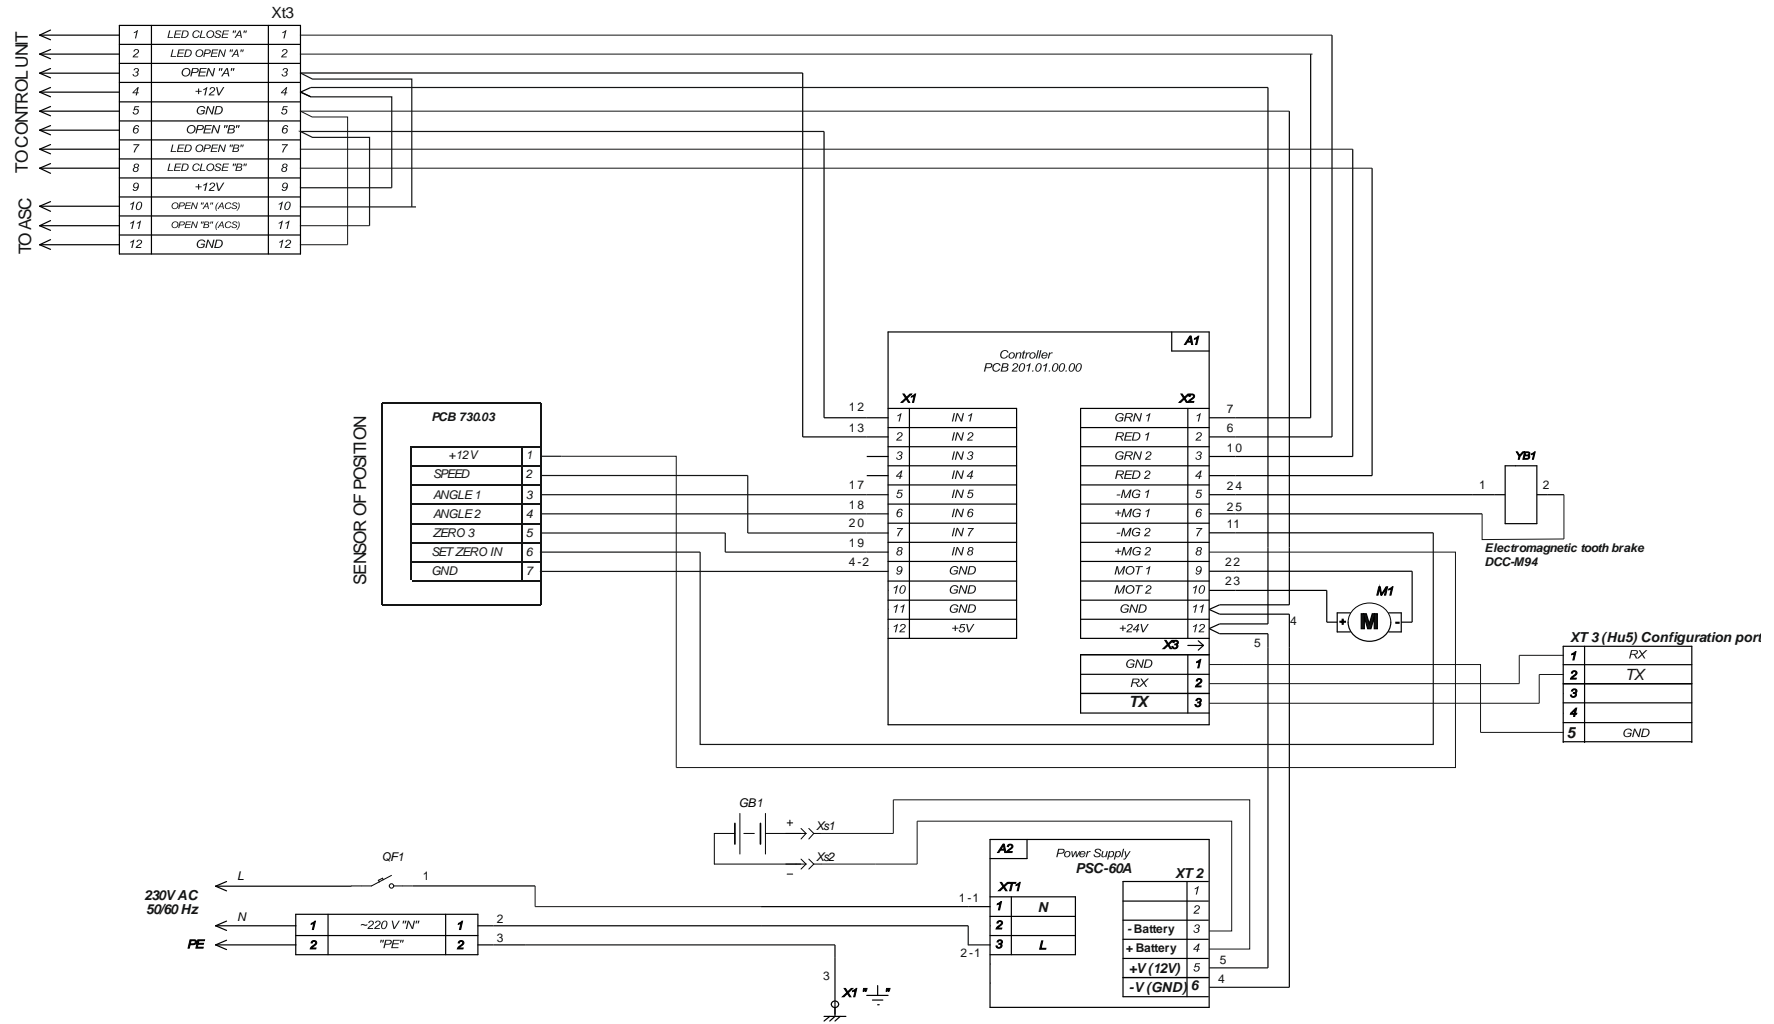 Xt3
TO CONTROL UNIT
1 LED CLOSE "A" 1
2 LED OPEN "A" 2
3 OPEN "A" 3
4 +12V 4
5 GND 5
6 OPEN "B" 6
7 LED OPEN "B" 7
8 LED CLOSE "B" 8
9 +12V 9
TO ASC
10 OPEN "A" (ACS) 10
11 OPEN "B" (ACS) 11
12 GND 12
A1
Controller
PCB 201.01.00.00
X1
12 1 IN 1
13 2 IN 2
3 IN 3
4 IN 4
17 5 IN 5
18 6 IN 6
20 7 IN 7
19 8 IN 8
4-2 9 GND
10 GND
11 GND
12 +5V
X2
GRN 1 1 7
RED 1 2 6
GRN 2 3 10
RED 2 4
-MG 1 5 24
+MG 1 6 25
-MG 2 7 11
+MG 2 8
MOT 1 9 22
MOT 2 10 23
GND 11 4
+24V 12 5
X3
GND 1
RX 2
TX 3
SENSOR OF POSITION
PCB 730.03
+12V 1
SPEED 2
ANGLE 1 3
ANGLE 2 4
ZERO 3 5
SET ZERO IN 6
GND 7
YB1
1 2
Electromagnetic tooth brake
DCC-M94
M1
+ M -
XT 3 (Hu5) Configuration port
1 RX
2 TX
3
4
5 GND
GB1
+ Xs1
Xs2
–
QF1
L 1
230V AC
50/60 Hz
N
1 ~220 V "N" 1 2
PE
2 "PE" 2 3
3
X1 " "
A2
Power Supply
PSC-60A
XT1
1-1 1 N
2
2-1 3 L
XT 2
1
2
- Battery 3
+ Battery 4
+V (12V) 5 5
-V (GND) 6 4